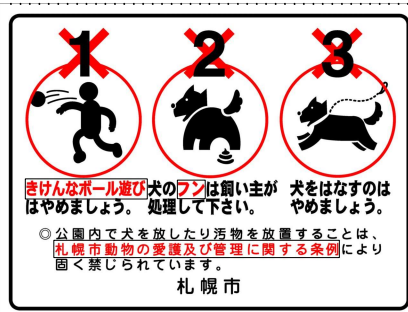 1 2 3
きけんなボール遊び
はやめましょう。
犬のフンは飼い主が
処理して下さい。
犬をはなすのは
やめましょう。
◎公園内で犬を放したり汚物を放置することは、
札幌市動物の愛護及び管理に関する条例により
固く禁じられています。
札幌市